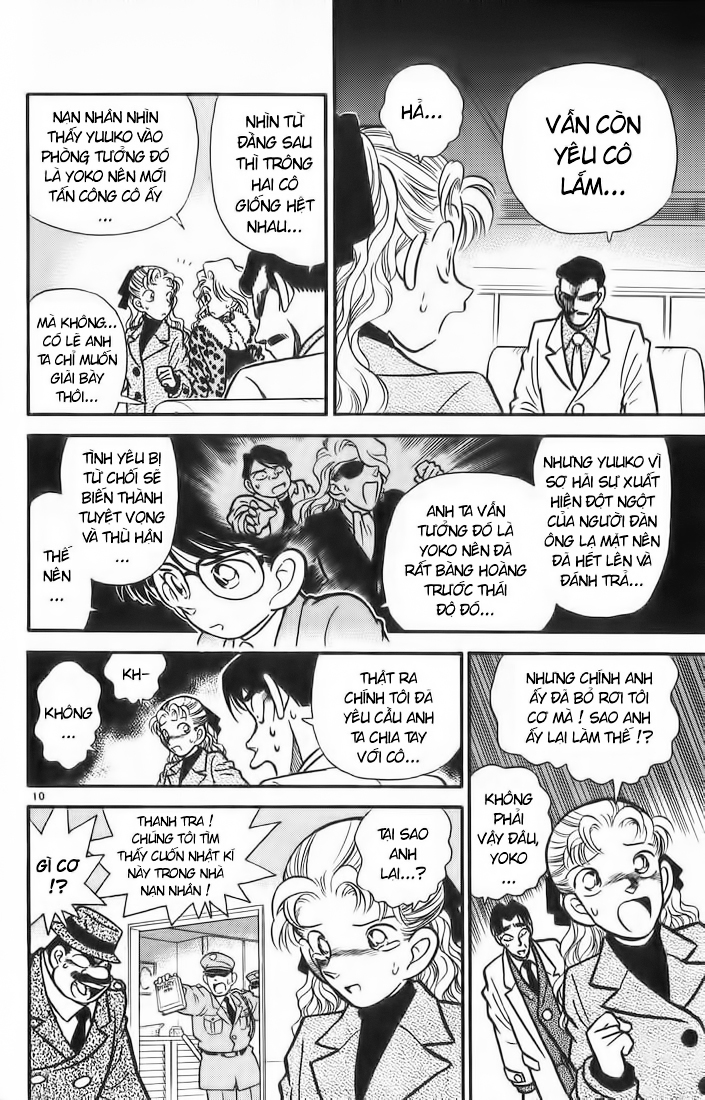 VẪN CÒN
YÊU CÔ
LẮM...
HẢ...
NHÌN TỪ
ĐẰNG SAU
THÌ TRÔNG
HAI CÔ
GIỐNG HỆT
NHAU...
NẠN NHÂN NHÌN
THẤY YUUKO VÀO
PHÒNG TƯỞNG ĐÓ
LÀ YOKO NÊN MỚI
TẤN CÔNG CÔ ẤY
...
MÀ KHÔNG...
CÓ LẼ ANH
TA CHỈ MUỐN
GIẢI BÀY
THÔI...
NHƯNG YUUKO VÌ
SỢ HÃI SỰ XUẤT
HIỆN ĐỘT NGỘT
CỦA NGƯỜI ĐÀN
ÔNG LẠ MẶT NÊN
ĐÃ HÉT LÊN VÀ
ĐÁNH TRẢ...
ANH TA VẪN
TƯỞNG ĐÓ LÀ
YOKO NÊN ĐÃ
RẤT BÀNG HOÀNG
TRƯỚC THÁI
ĐỘ ĐÓ...
TÌNH YÊU BỊ
TỪ CHỐI SẼ
BIẾN THÀNH
TUYỆT VỌNG
VÀ THÙ HẬN
...
THẾ
NÊN
...
NHƯNG CHÍNH ANH
ẤY ĐÃ BỎ RƠI TÔI
CƠ MÀ ! SAO ANH
ẤY LẠI LÀM THẾ !?
KHÔNG
PHẢI
VẬY ĐÂU,
YOKO
...
THẬT RA
CHÍNH TÔI ĐÃ
YÊU CẦU ANH
TA CHIA TAY
VỚI CÔ...
KH-
KHÔNG
...
TẠI SAO
ANH
LẠI...?
THANH TRA !
CHÚNG TÔI TÌM
THẤY CUỐN NHẬT KÍ
NÀY TRONG NHÀ
NẠN NHÂN !
GÌ CƠ
!?
10